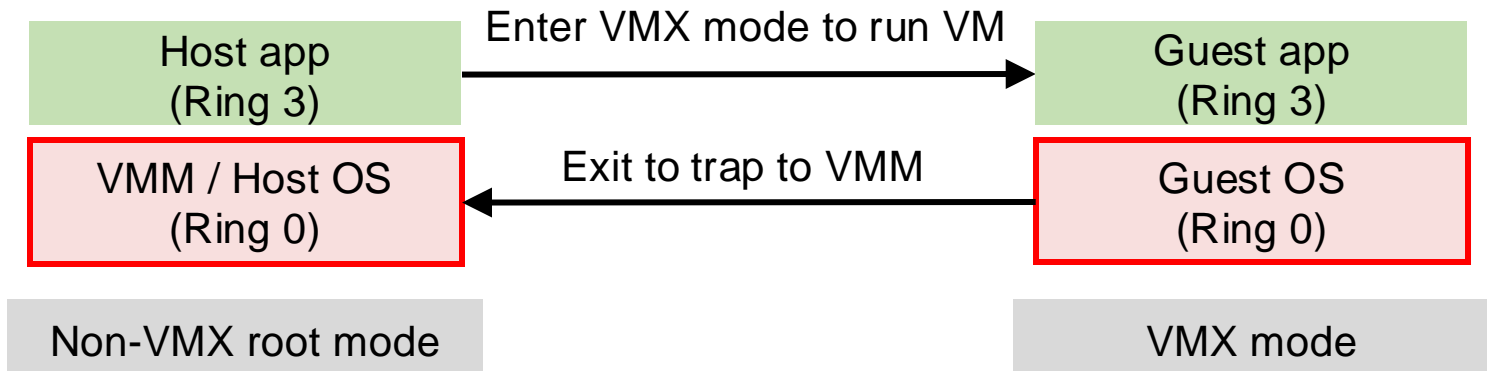 Enter VMX mode to run VM
Host app
(Ring 3)
Guest app
(Ring 3)
VMM / Host OS
(Ring 0)
Exit to trap to VMM
Guest OS
(Ring 0)
Non-VMX root mode
VMX mode